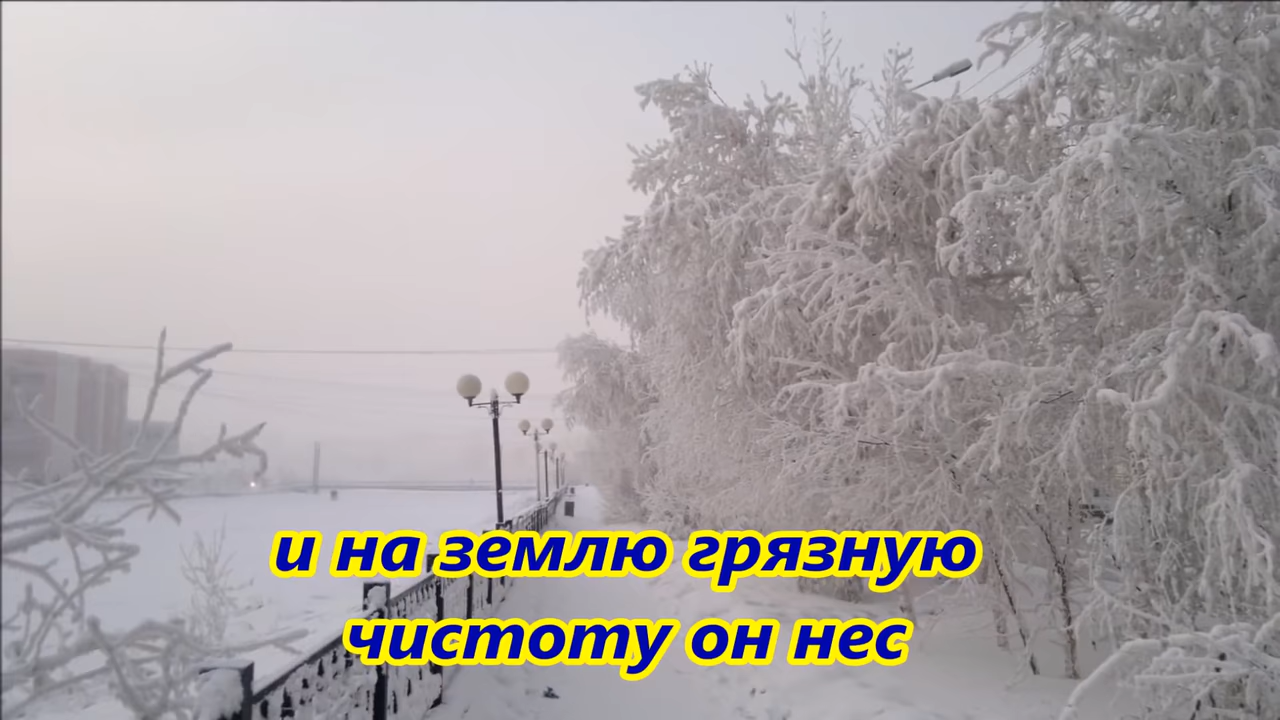 и на землю грязную
чистоту он нес